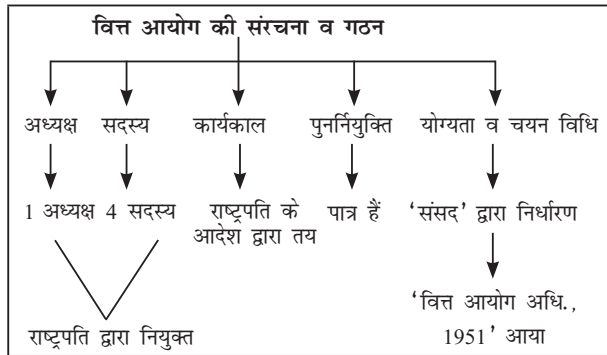 वित्त आयोग की संरचना व गठन
अध्यक्ष सदस्य कार्यकाल पुनर्नियुक्ति योग्यता व चयन विधि
1 अध्यक्ष 4 सदस्य राष्ट्रपति के आदेश द्वारा तय पात्र हैं 'संसद' द्वारा निर्धारण
राष्ट्रपति द्वारा नियुक्त
'वित्त आयोग अधि.,
1951' आया